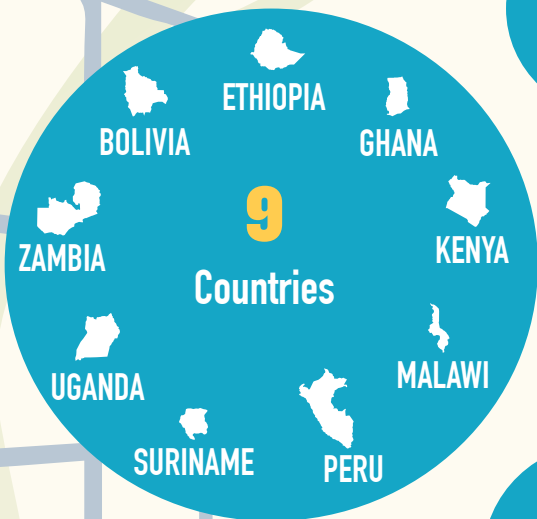 ETHIOPIA
BOLIVIA
GHANA
9
ZAMBIA
KENYA
Countries
UGANDA
MALAWI
SURINAME
PERU